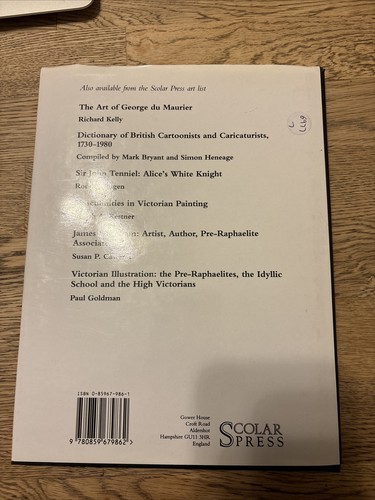 Also available from the Scolar Press art list
The Art of George du Maurier
Richard Kelly
Dictionary of British Cartoonists and Caricaturists,
1730–1980
Compiled by Mark Bryant and Simon Heneage
Sir John Tenniel: Alice's White Knight
in Victorian Painting
James Artist, Author, Pre-Raphaelite
Associate
Susan P.
Victorian Illustration: the Pre-Raphaelites, the Idyllic
School and the High Victorians
Paul Goldman
ISBN 0-85967-986-1
9 780859 679862
Gower House
Croft Road
Aldershot
Hampshire GU11 3HR
England
SCOLAR
PRESS